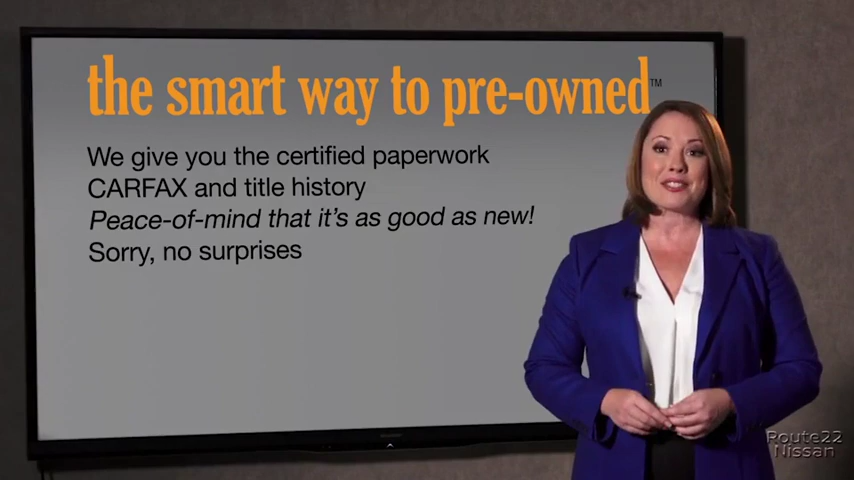 the smart way to pre-owned™
We give you the certified paperwork
CARFAX and title history
Peace-of-mind that it's as good as new!
Sorry, no surprises
Route22
Nissan